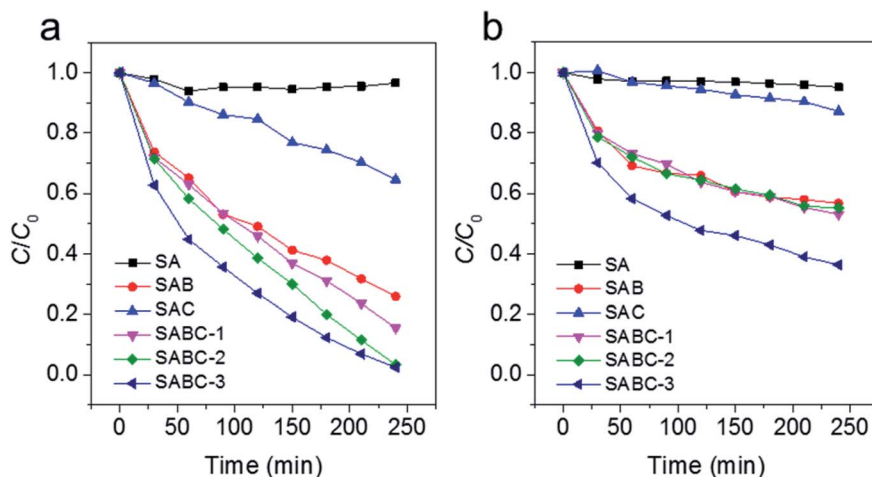 a
C/C0
1.0
0.8
0.6
0.4
0.2
0.0
SA
SAB
SAC
SABC-1
SABC-2
SABC-3
0 50 100 150 200 250
Time (min)
b
C/C0
1.0
0.8
0.6
0.4
0.2
0.0
SA
SAB
SAC
SABC-1
SABC-2
SABC-3
0 50 100 150 200 250
Time (min)